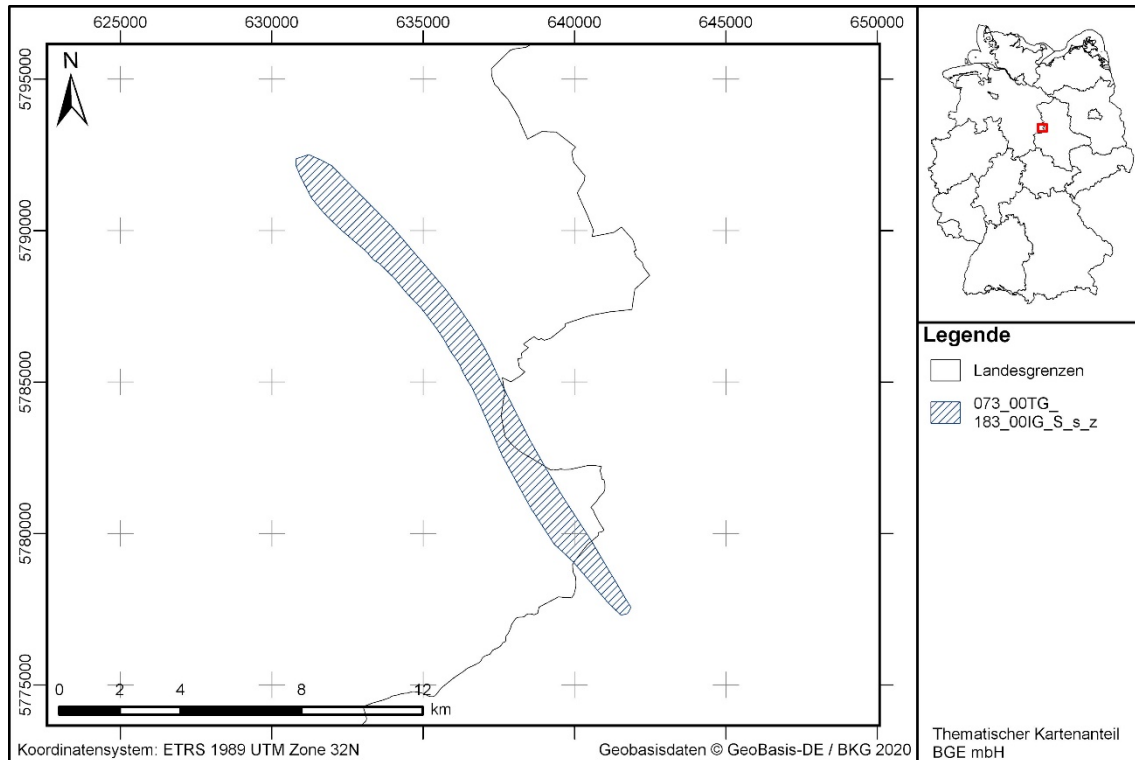 625000 630000 635000 640000 645000 650000
N
5795000
5790000
5785000
5780000
5775000
0 2 4 8 12
km
Koordinatensystem: ETRS 1989 UTM Zone 32N
Geobasisdaten © GeoBasis-DE / BKG 2020
Legende
Landesgrenzen
073_00TG_
183_00IG_S_s_z
Thematischer Kartenanteil
BGE mbH